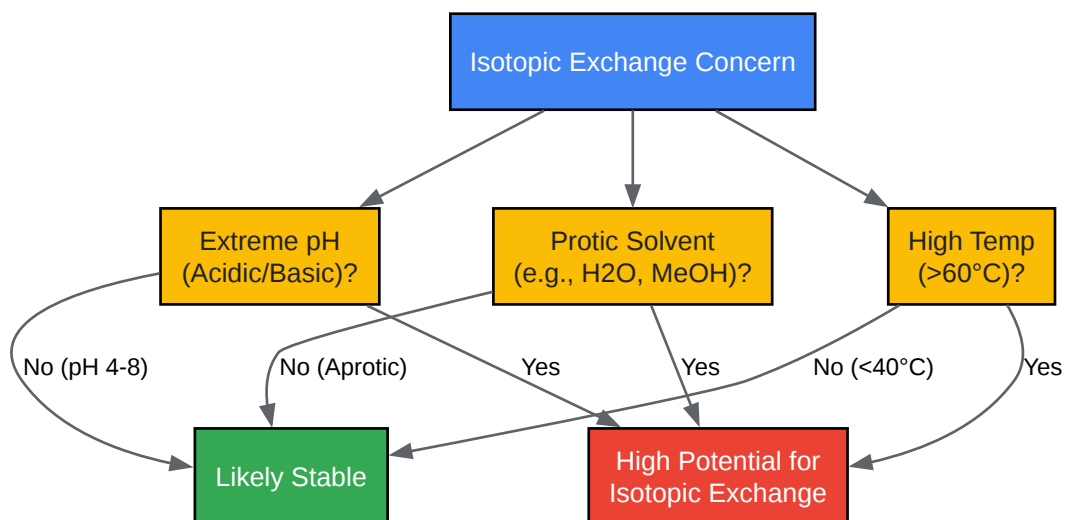 Isotopic Exchange Concern
Extreme pH
(Acidic/Basic)?
Protic Solvent
(e.g., H2O, MeOH)?
High Temp
(>60°C)?
No (pH 4-8)
No (Aprotic)
Yes
Yes
No (<40°C)
Yes
Likely Stable
High Potential for
Isotopic Exchange